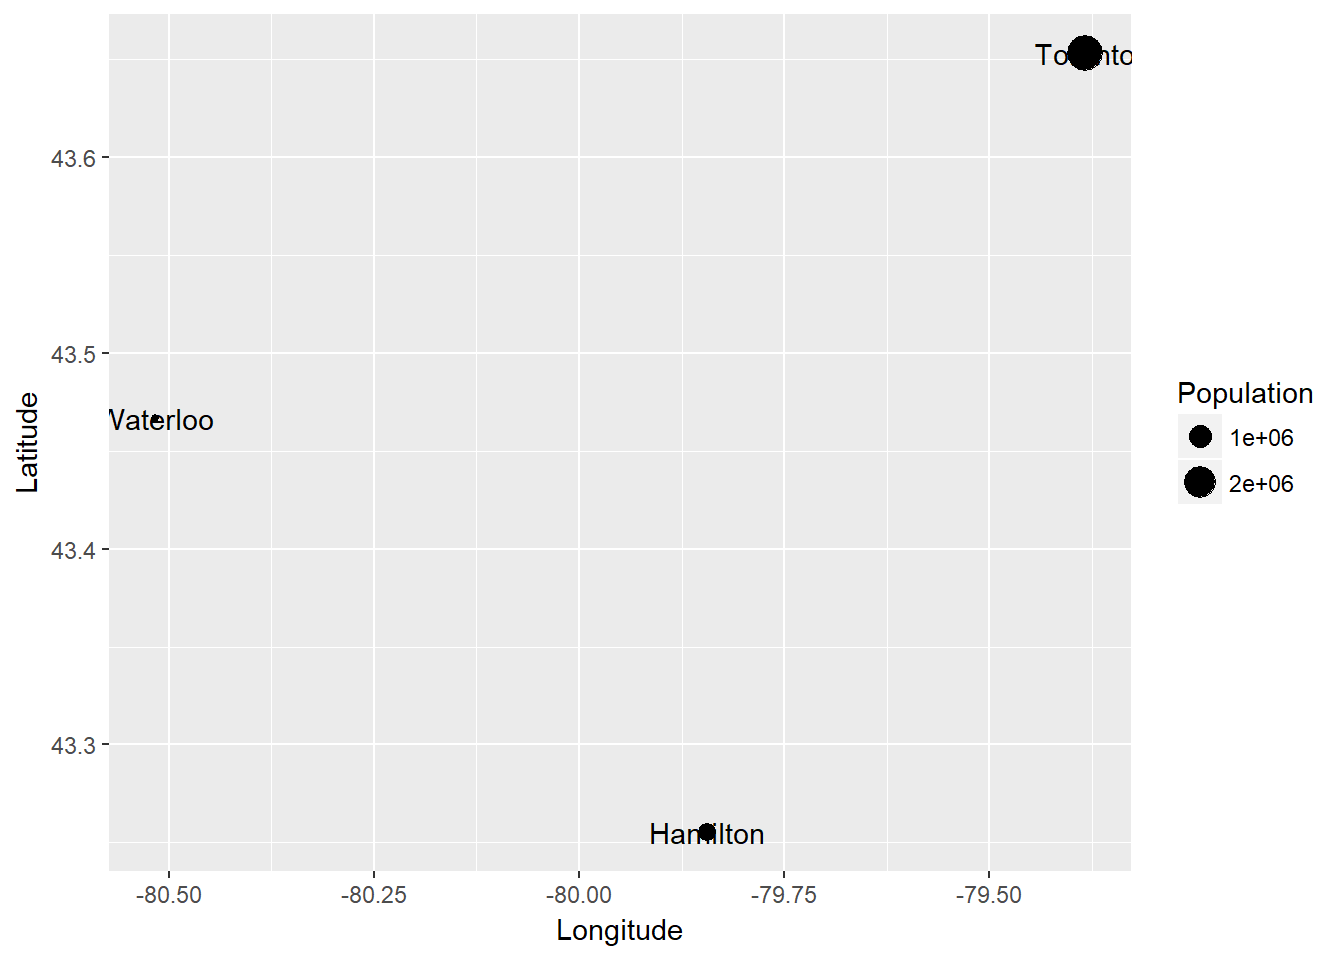 Toronto
43.6
43.5
Waterloo
43.4
43.3
Hamilton
-80.50 -80.25 -80.00 -79.75 -79.50
Longitude
Latitude
Population
1e+06
2e+06